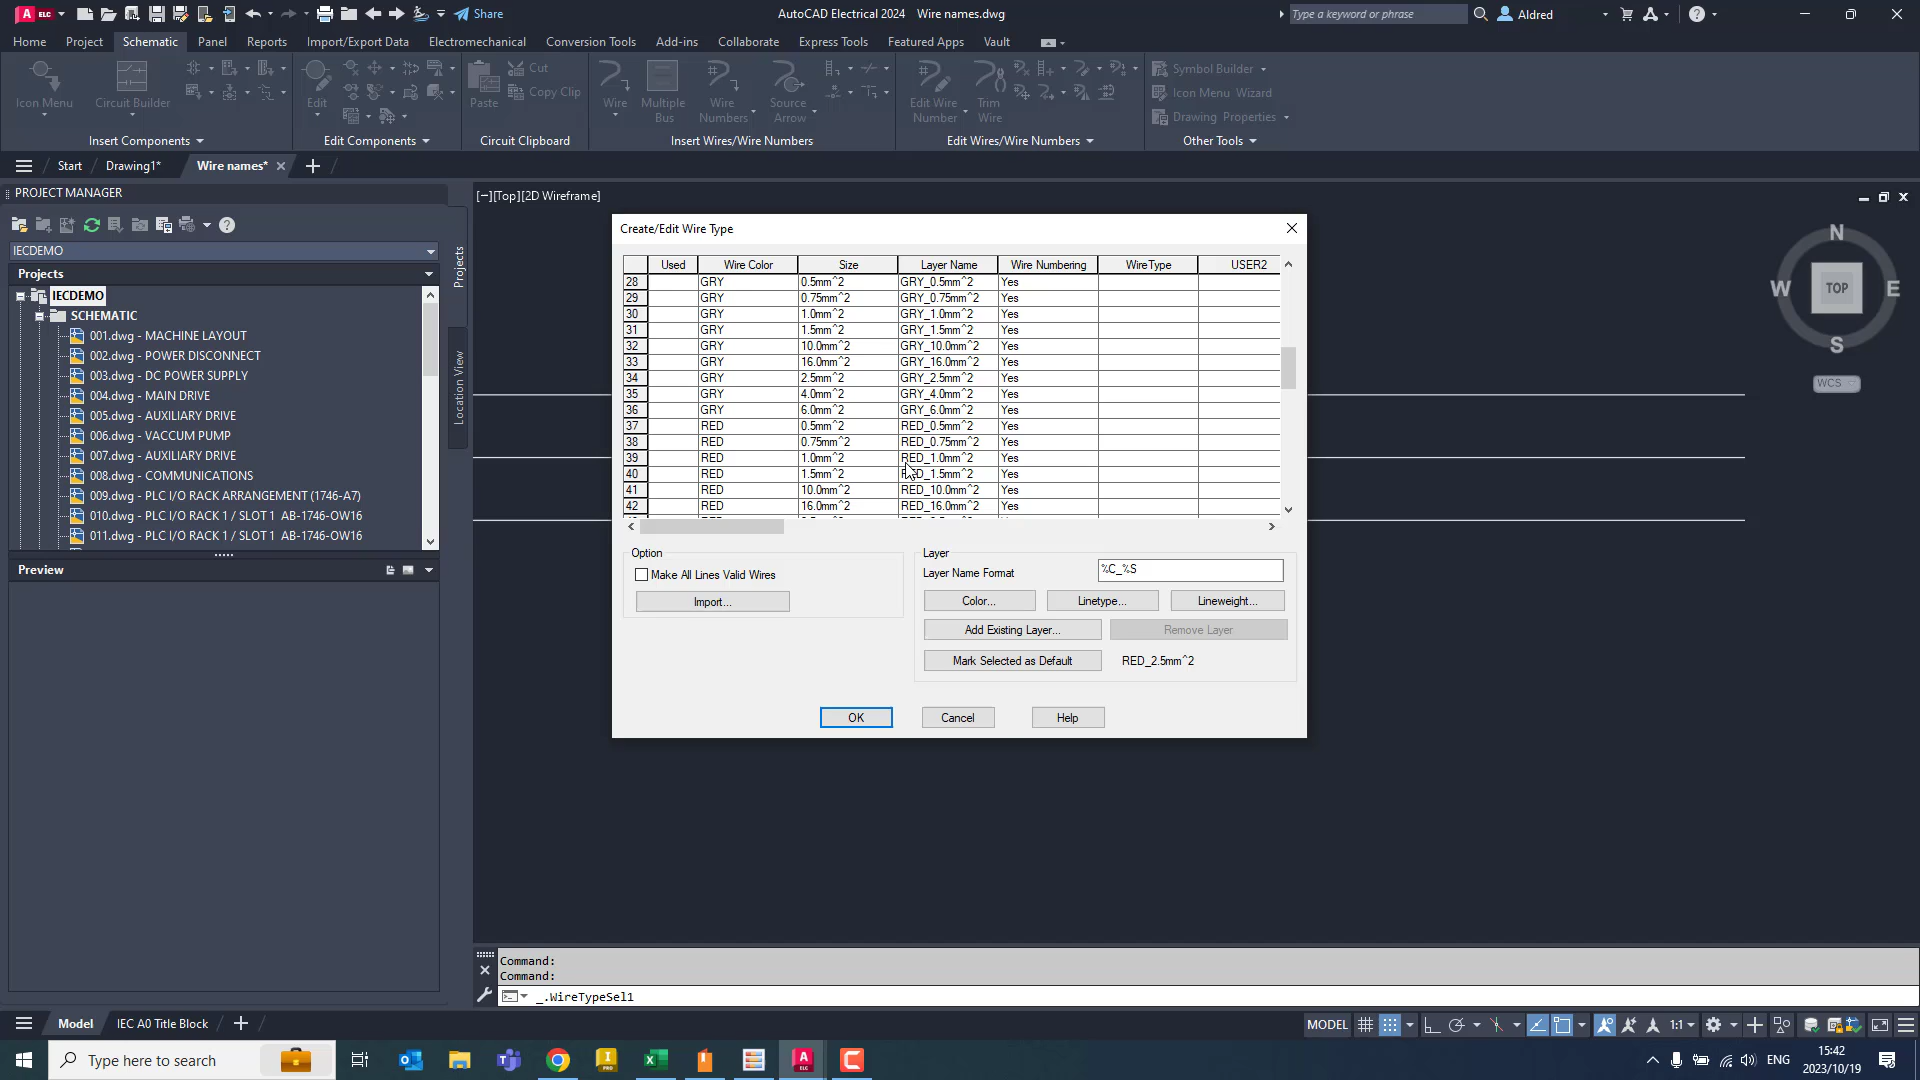 A ELC Share AutoCAD Electrical 2024 Wire names.dwg Type a keyword or phrase Aldred
Home Project Schematic Panel Reports Import/Export Data Electromechanical Conversion Tools Add-ins Collaborate Express Tools Featured Apps Vault
Icon Menu Circuit Builder Edit Paste Cut Copy Clip Wire Multiple Bus Wire Numbers Source Arrow Edit Wire Number Trim Wire Symbol Builder
Icon Menu Wizard
Drawing Properties
Insert Components Edit Components Circuit Clipboard Insert Wires/Wire Numbers Edit Wires/Wire Numbers Other Tools
Start Drawing1* Wire names*
PROJECT MANAGER
[−][Top][2D Wireframe]
IECDEMO
Projects
IECDEMO
SCHEMATIC
001.dwg - MACHINE LAYOUT
002.dwg - POWER DISCONNECT
003.dwg - DC POWER SUPPLY
004.dwg - MAIN DRIVE
005.dwg - AUXILIARY DRIVE
006.dwg - VACCUM PUMP
007.dwg - AUXILIARY DRIVE
008.dwg - COMMUNICATIONS
009.dwg - PLC I/O RACK ARRANGEMENT (1746-A7)
010.dwg - PLC I/O RACK 1 / SLOT 1 AB-1746-OW16
011.dwg - PLC I/O RACK 1 / SLOT 1 AB-1746-OW16
Preview
Projects
Location View
Create/Edit Wire Type
Used Wire Color Size Layer Name Wire Numbering WireType USER2
28 GRY 0.5mm^2 GRY_0.5mm^2 Yes
29 GRY 0.75mm^2 GRY_0.75mm^2 Yes
30 GRY 1.0mm^2 GRY_1.0mm^2 Yes
31 GRY 1.5mm^2 GRY_1.5mm^2 Yes
32 GRY 10.0mm^2 GRY_10.0mm^2 Yes
33 GRY 16.0mm^2 GRY_16.0mm^2 Yes
34 GRY 2.5mm^2 GRY_2.5mm^2 Yes
35 GRY 4.0mm^2 GRY_4.0mm^2 Yes
36 GRY 6.0mm^2 GRY_6.0mm^2 Yes
37 RED 0.5mm^2 RED_0.5mm^2 Yes
38 RED 0.75mm^2 RED_0.75mm^2 Yes
39 RED 1.0mm^2 RED_1.0mm^2 Yes
40 RED 1.5mm^2 RED_1.5mm^2 Yes
41 RED 10.0mm^2 RED_10.0mm^2 Yes
42 RED 16.0mm^2 RED_16.0mm^2 Yes
Option
Make All Lines Valid Wires
Import...
Layer
Layer Name Format %C_%S
Color... Linetype... Lineweight...
Add Existing Layer... Remove Layer
Mark Selected as Default RED_2.5mm^2
OK Cancel Help
N
W TOP E
S
WCS
Command:
Command:
_.WireTypeSel1
Model IEC A0 Title Block
MODEL 1:1
Type here to search
ENG
15:42
2023/10/19